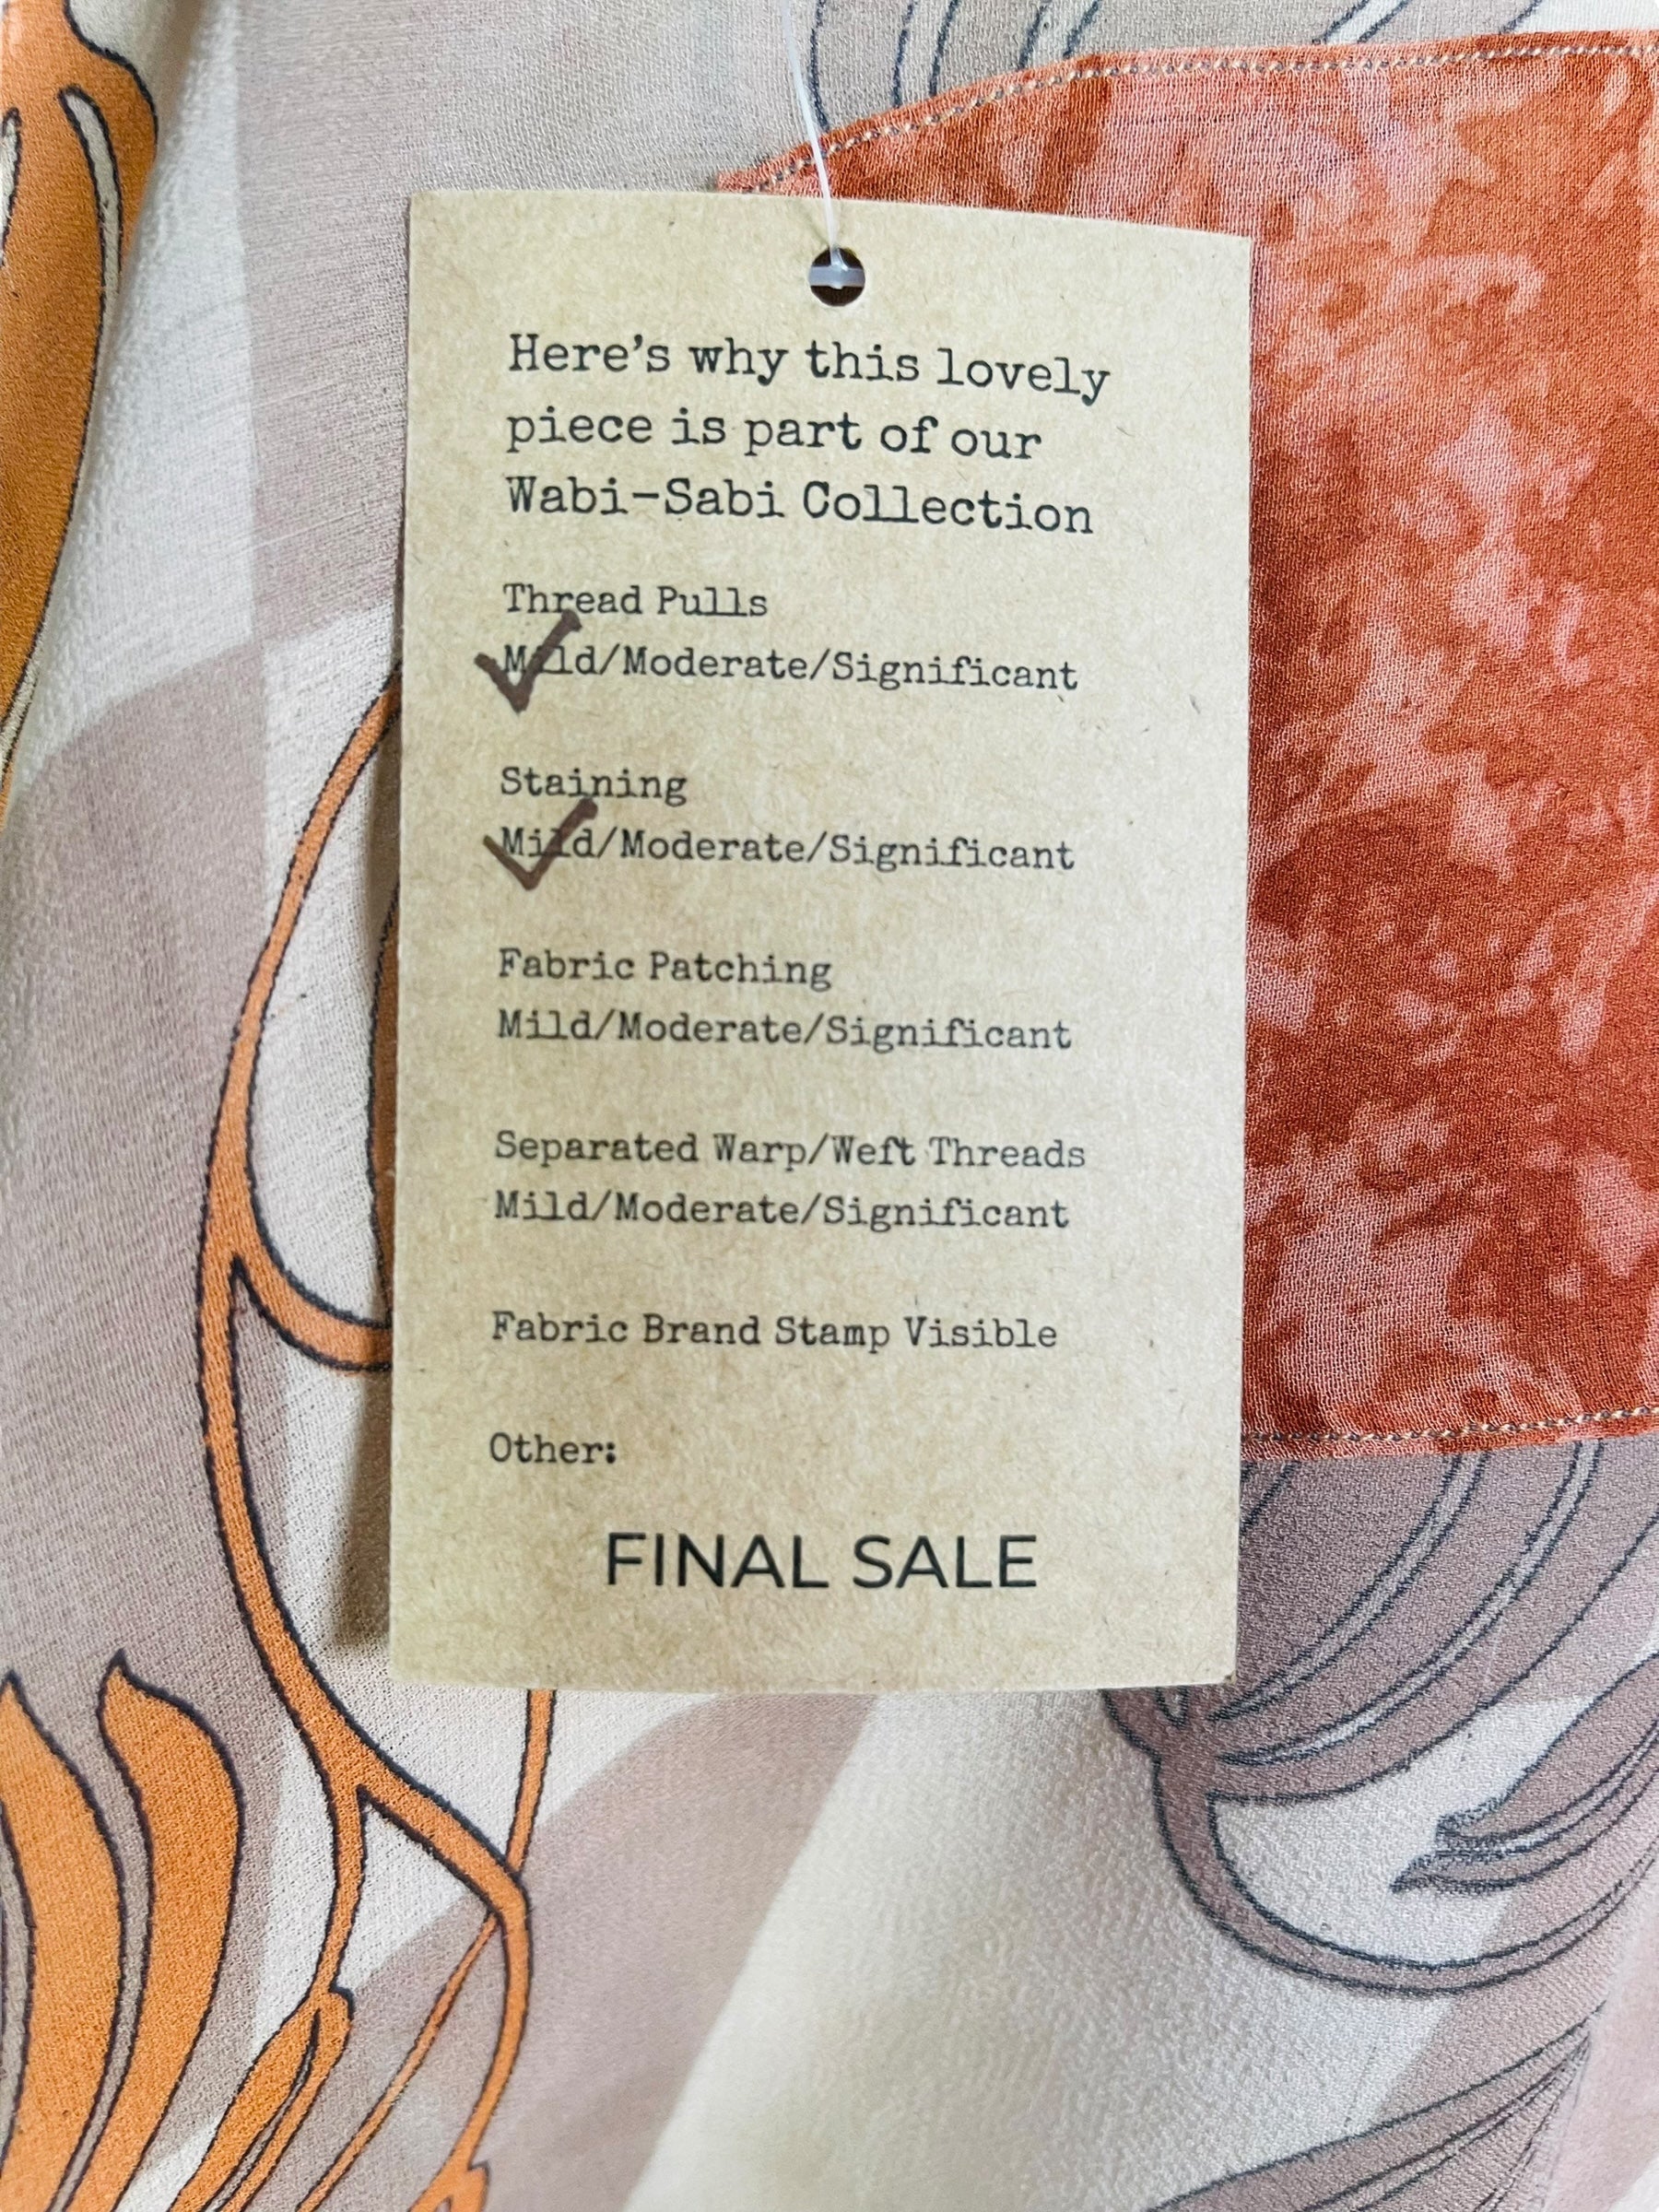 Here's why this lovely
piece is part of our
Wabi-Sabi Collection
Thread Pulls
Mild/Moderate/Significant
Staining
Mild/Moderate/Significant
Fabric Patching
Mild/Moderate/Significant
Separated Warp/Weft Threads
Mild/Moderate/Significant
Fabric Brand Stamp Visible
Other:
FINAL SALE